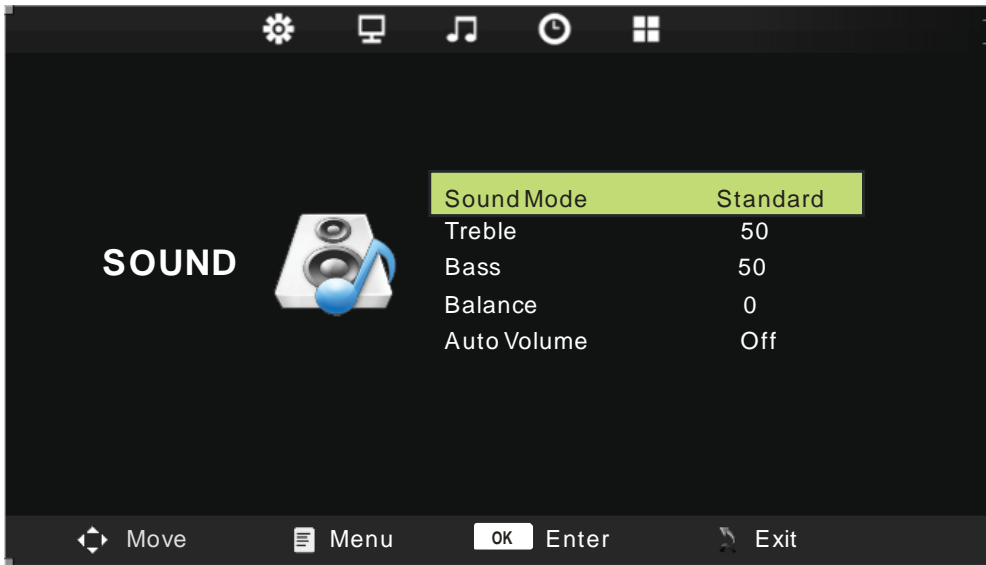 Sound Mode Standard
Treble 50
SOUND
Bass 50
Balance 0
Auto Volume Off
Move Menu OK Enter Exit